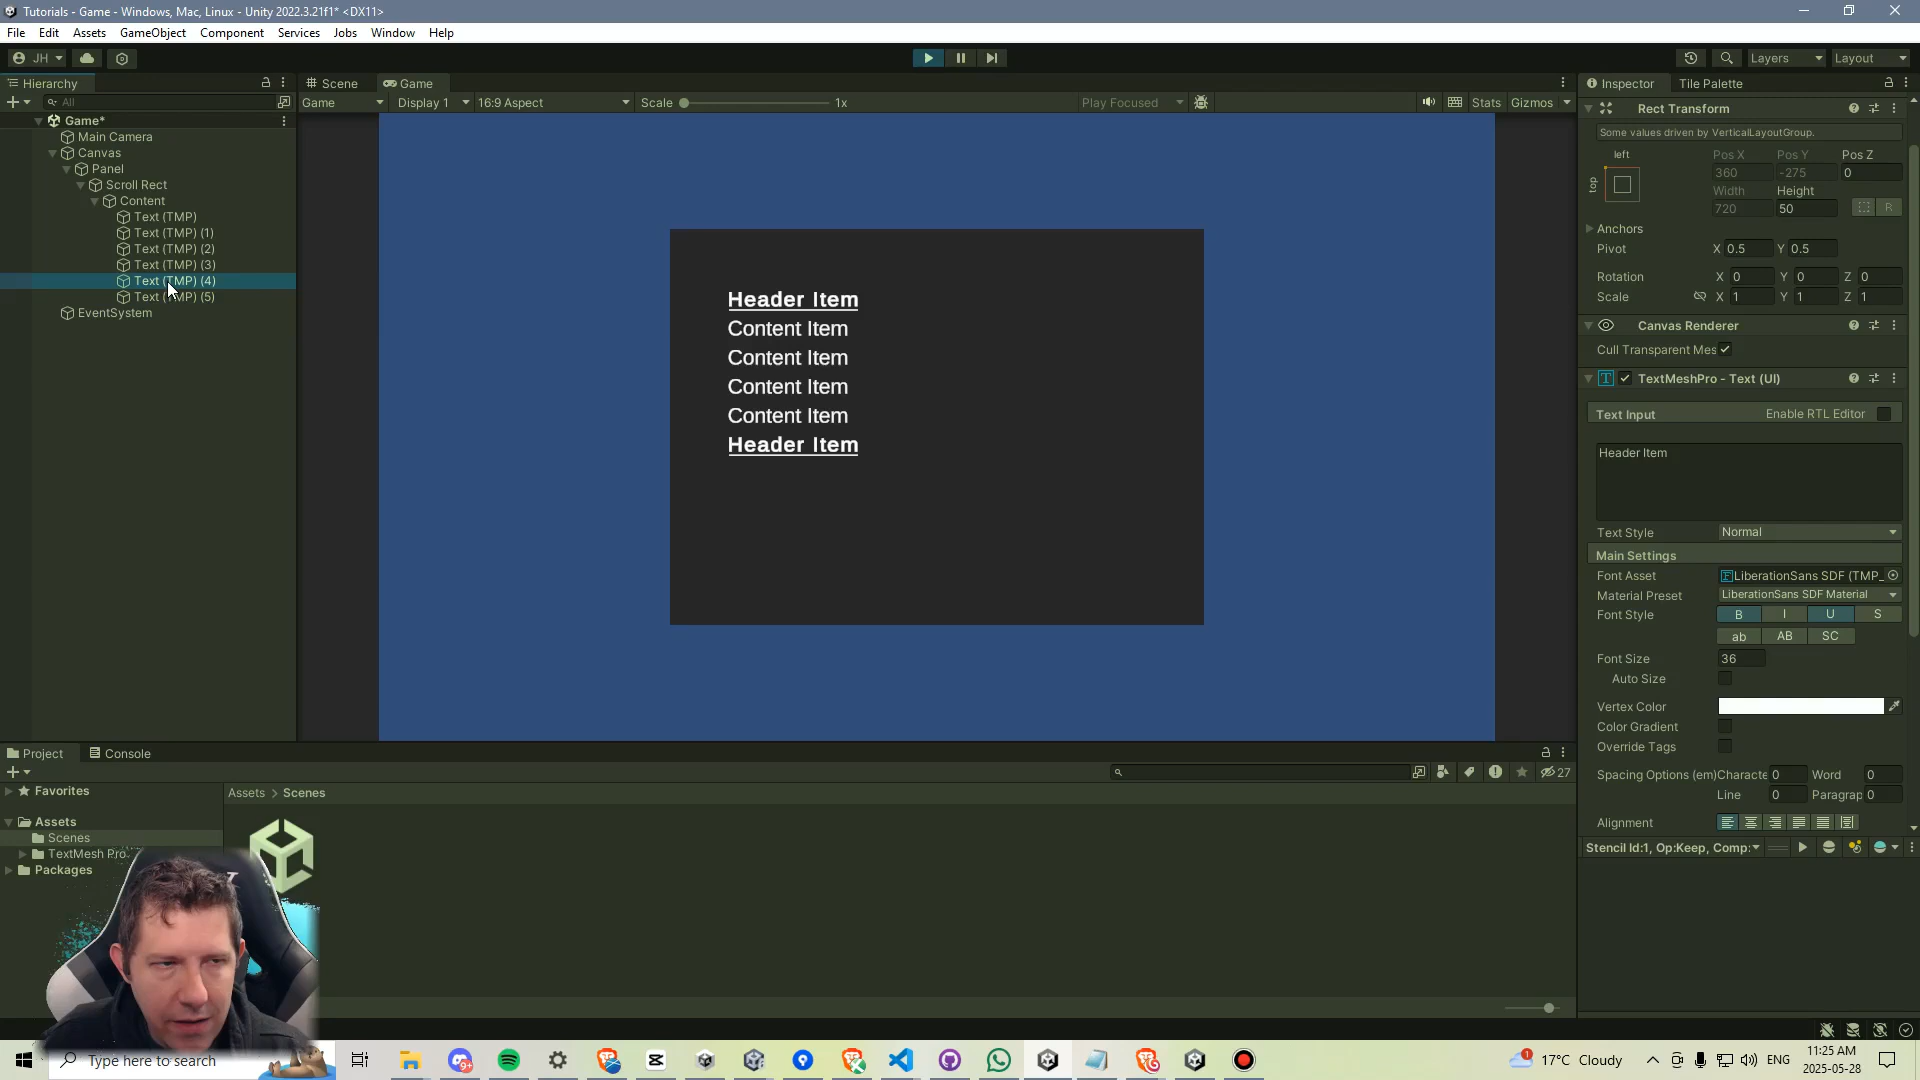 Tutorials - Game - Windows, Mac, Linux - Unity 2022.3.21f1* <DX11>
File Edit Assets GameObject Component Services Jobs Window Help
JH Layers Layout
Hierarchy Scene Game Inspector Tile Palette
All Game Display 1 16:9 Aspect Scale 1x Play Focused Stats Gizmos
Rect Transform
Game*
Some values driven by VerticalLayoutGroup.
Main Camera
Canvas
left Pos X Pos Y Pos Z
Panel
360 -275 0
Scroll Rect
top
Width Height
Content
720 50 R
Text (TMP)
Text (TMP) (1)
Anchors
Text (TMP) (2)
Pivot X 0.5 Y 0.5
Text (TMP) (3)
Rotation X 0 Y 0 Z 0
Text (TMP) (4)
Text (TMP) (5)
Scale X 1 Y 1 Z 1
EventSystem
Header Item
Content Item
Content Item
Content Item
Content Item
Header Item
Canvas Renderer
Cull Transparent Mes
TextMeshPro - Text (UI)
Text Input Enable RTL Editor
Header Item
Text Style Normal
Main Settings
Font Asset LiberationSans SDF (TMP_
Material Preset LiberationSans SDF Material
Font Style B I U S
ab AB SC
Font Size 36
Auto Size
Vertex Color
Color Gradient
Override Tags
Spacing Options (em) Characte 0 Word 0
Line 0 Paragrap 0
Alignment
Stencil Id:1, Op:Keep, Comp:
Project Console
27
Favorites
Assets > Scenes
Assets
Scenes
TextMesh Pro
Packages
Type here to search
9+
1
17°C Cloudy
ENG
11:25 AM
2025-05-28